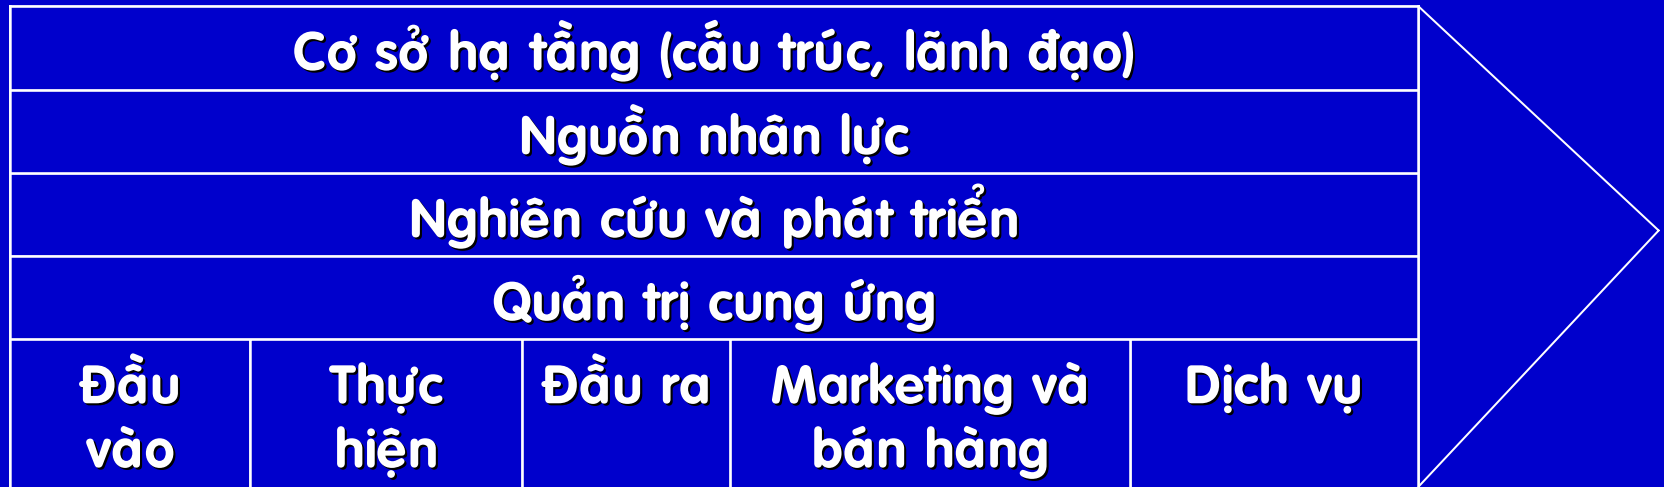 Cơ sở hạ tầng (cấu trúc, lãnh đạo)
Nguồn nhân lực
Nghiên cứu và phát triển
Quản trị cung ứng
Đầu
vào
Thực
hiện
Đầu ra
Marketing và
bán hàng
Dịch vụ